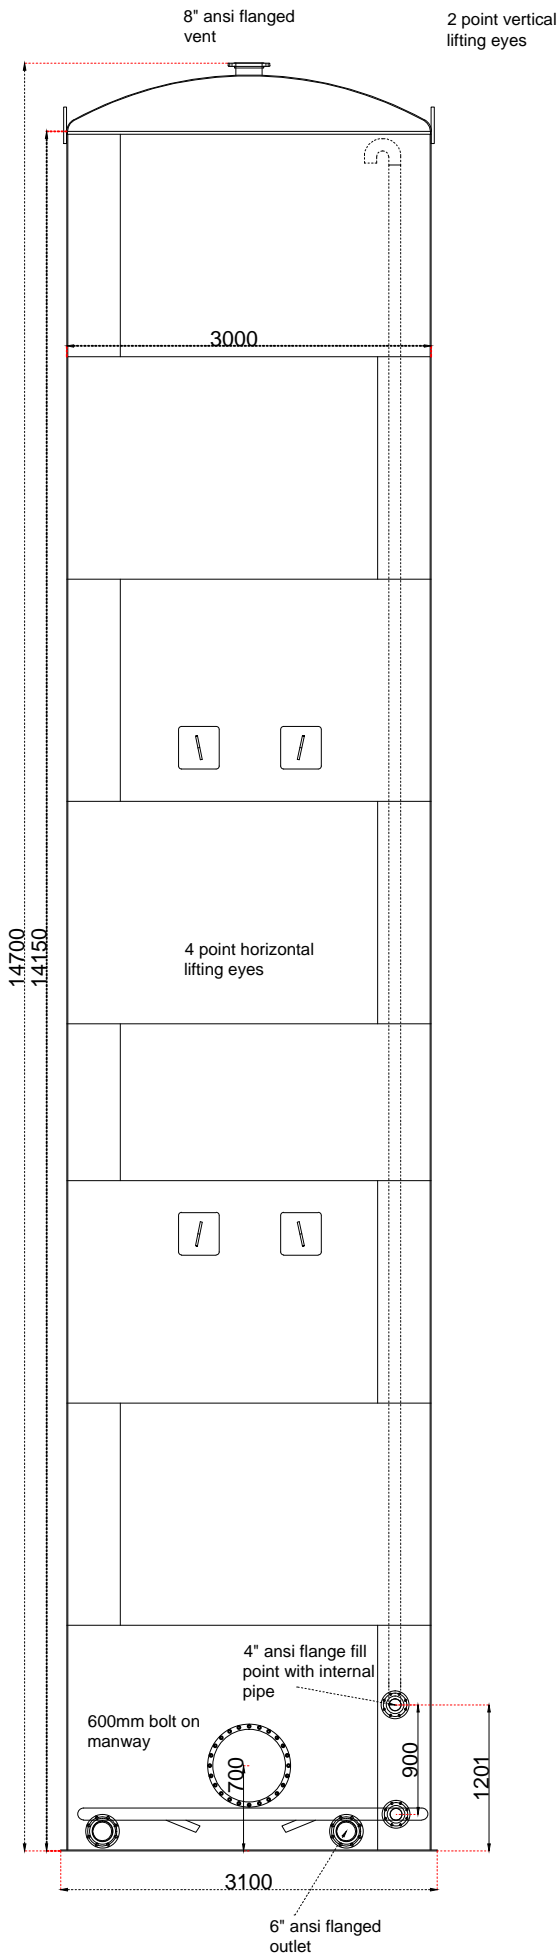 8" ansi flanged
vent
2 point vertical
lifting eyes
3000
14700
14150
4 point horizontal
lifting eyes
4" ansi flange fill
point with internal
pipe
600mm bolt on
manway
700
900
1201
3100
6" ansi flanged
outlet